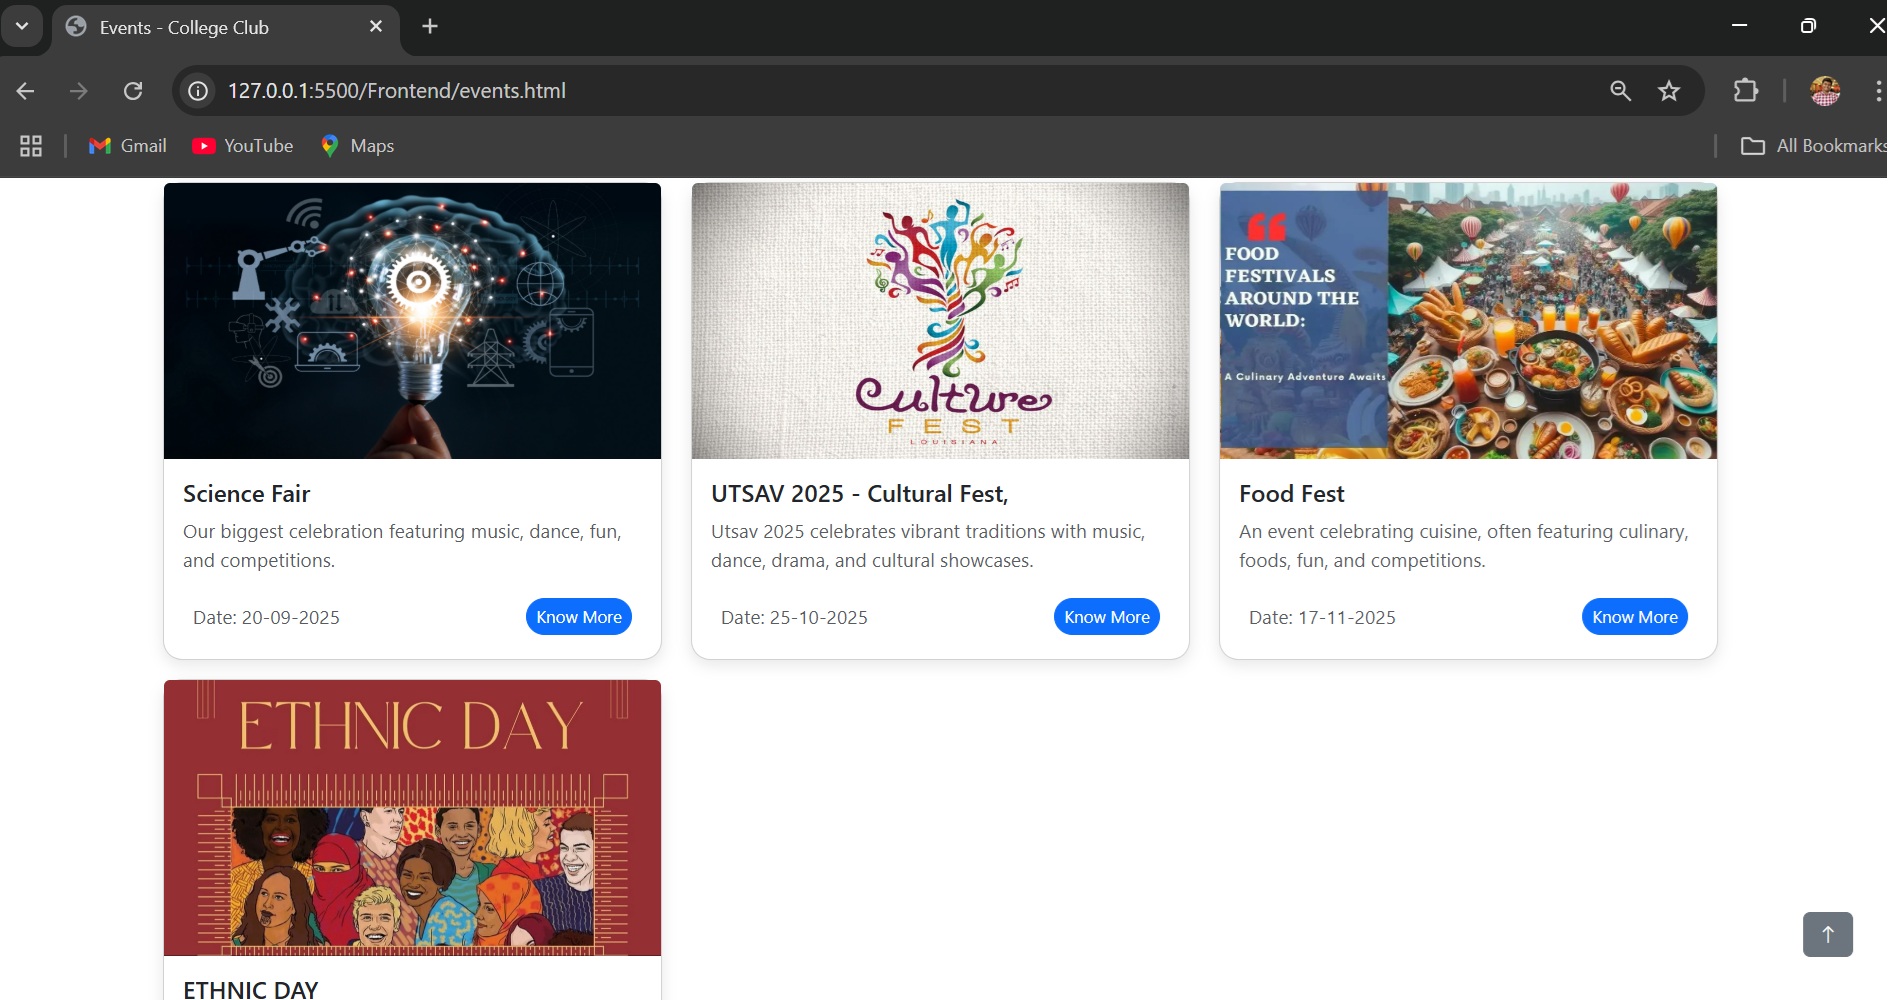 Events - College Club
127.0.0.1:5500/Frontend/events.html
Gmail
YouTube
Maps
All Bookmarks
FOOD
FESTIVALS
AROUND THE
WORLD:
A Culinary Adventure Awaits
Culture
FEST
LOUISIANA
Science Fair
Our biggest celebration featuring music, dance, fun,
and competitions.
Date: 20-09-2025
Know More
UTSAV 2025 - Cultural Fest,
Utsav 2025 celebrates vibrant traditions with music,
dance, drama, and cultural showcases.
Date: 25-10-2025
Know More
Food Fest
An event celebrating cuisine, often featuring culinary,
foods, fun, and competitions.
Date: 17-11-2025
Know More
ETHNIC DAY
ETHNIC DAY